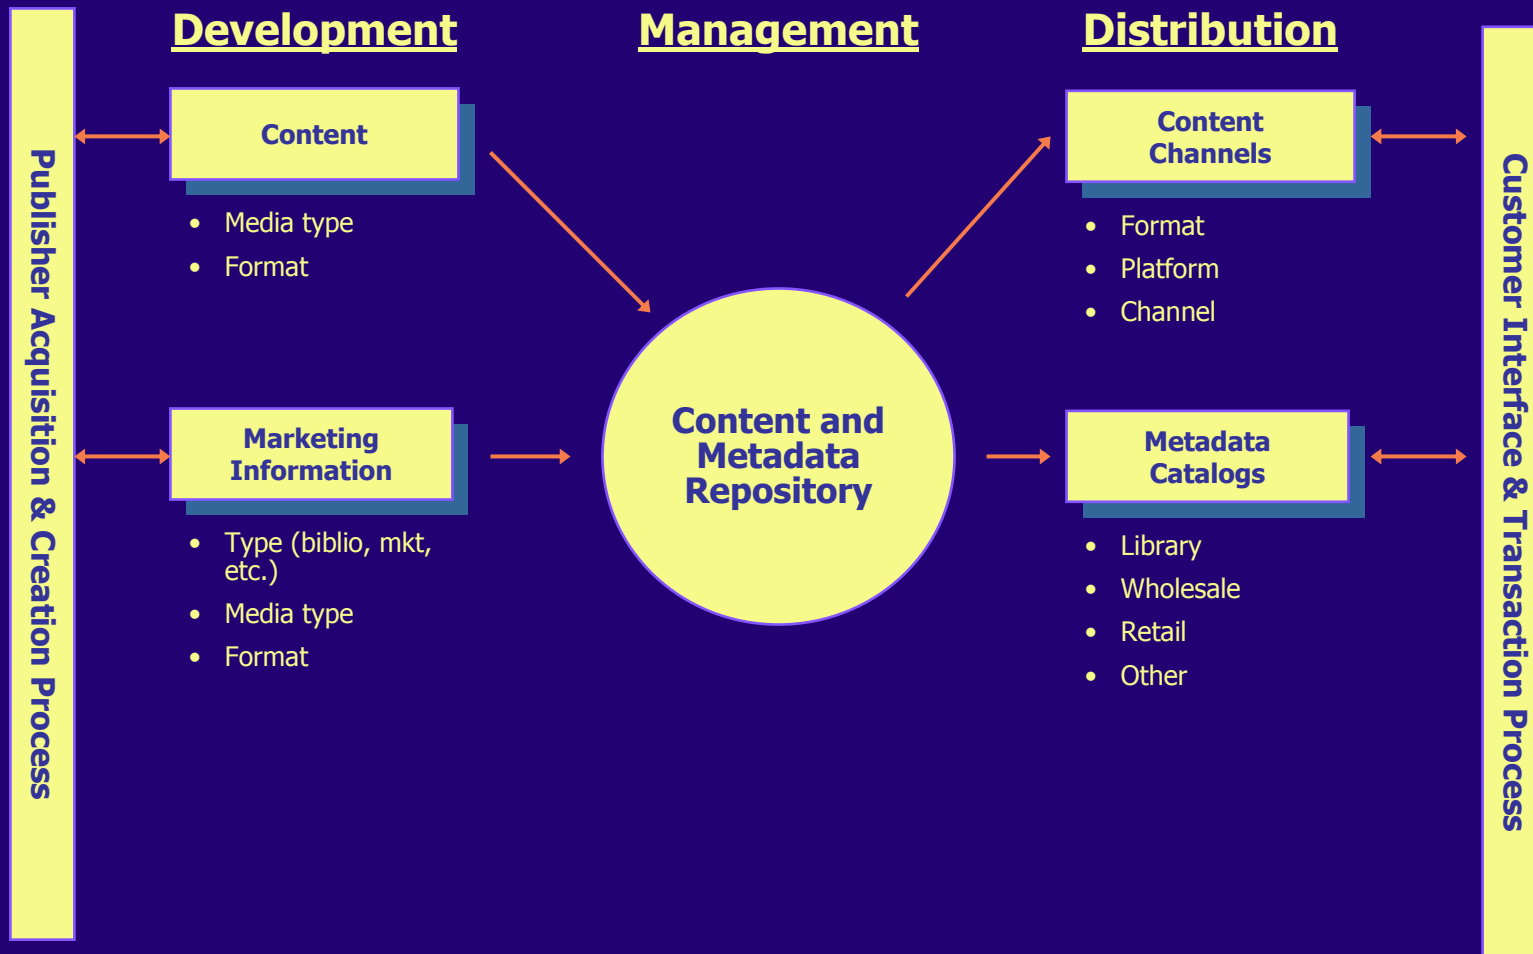 Development
Management
Distribution
Publisher Acquisition & Creation Process
Content
• Media type
• Format
Marketing
Information
• Type (biblio, mkt,
etc.)
• Media type
• Format
Content and
Metadata
Repository
Content
Channels
• Format
• Platform
• Channel
Metadata
Catalogs
• Library
• Wholesale
• Retail
• Other
Customer Interface & Transaction Process